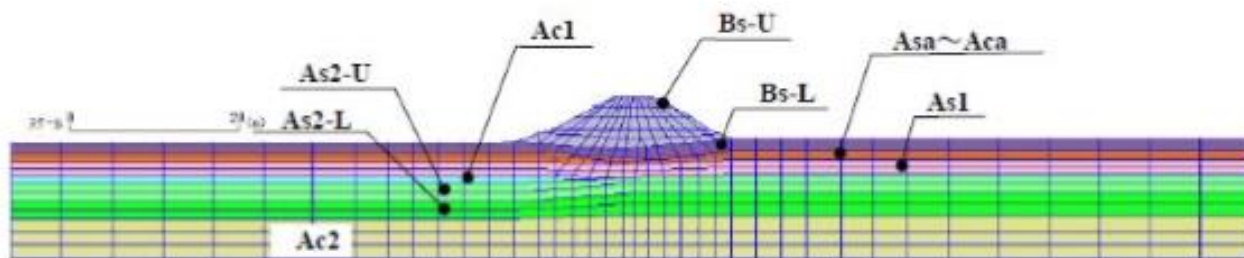 Bs-U
Ac1
Asa～Aca
As2-U
Bs-L
As1
As2-L
Ac2